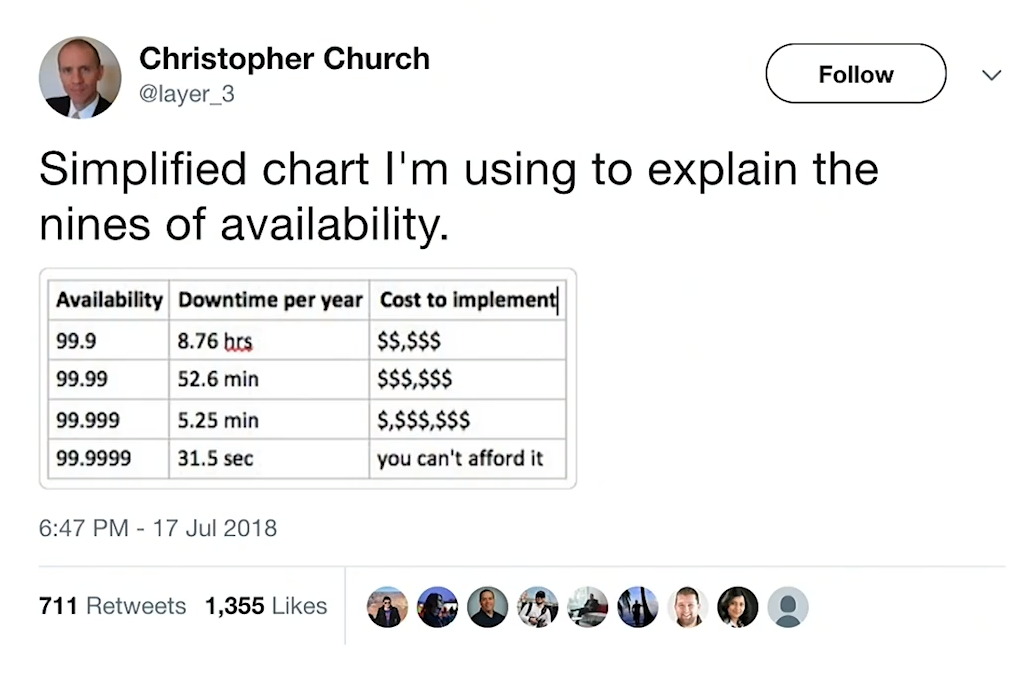 Christopher Church
@layer_3
Follow
Simplified chart I'm using to explain the
nines of availability.
Availability Downtime per year Cost to implement
99.9 8.76 hrs $$,$$$
99.99 52.6 min $$$,$$$
99.999 5.25 min $,$$$,$$$
99.9999 31.5 sec you can't afford it
6:47 PM - 17 Jul 2018
711 Retweets 1,355 Likes